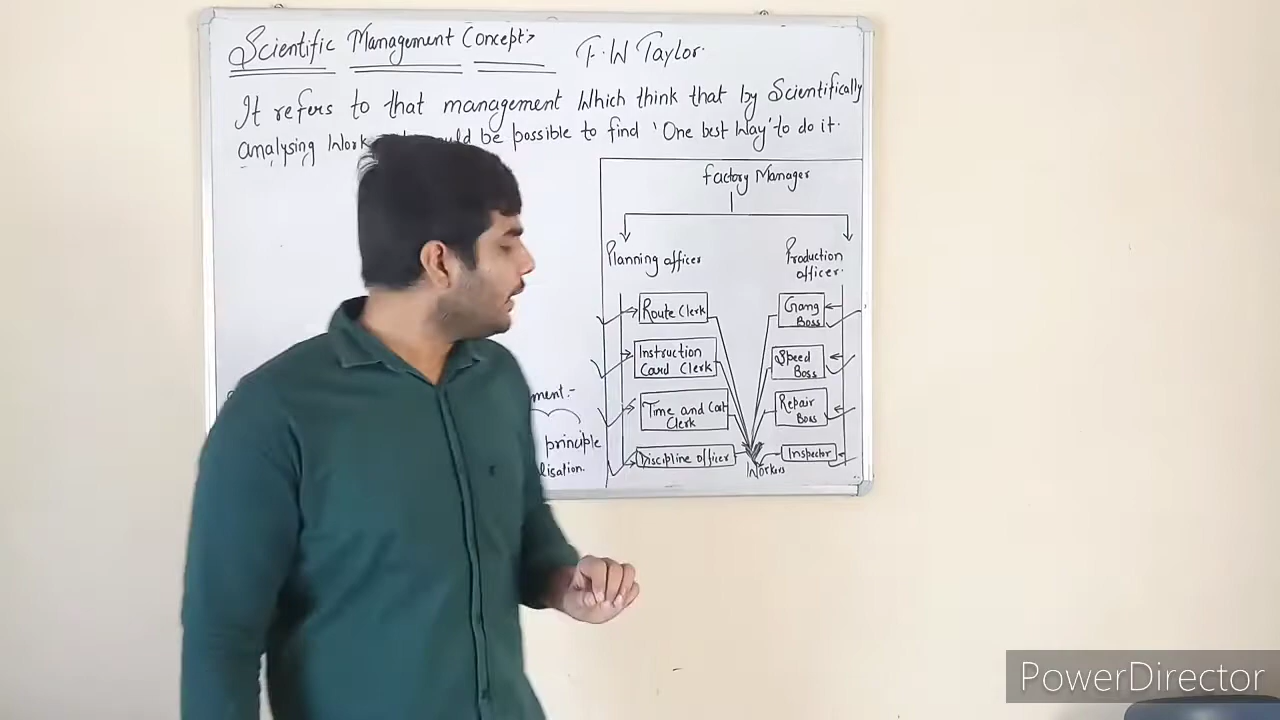 Scientific Management Concept:→ F.W Taylor.
It refers to that management which think that by Scientifically
analysing Work be possible to find 'One best Way' to do it.
Factory Manager
Planning officer
Production
officer.
Route Clerk
Gang
Boss
Instruction
Card Clerk
Speed
Boss
Time and Cost
Clerk
Repair
Boss
Discipline officer
Inspector
Workers
ment:-
principle
lisation.
PowerDirector